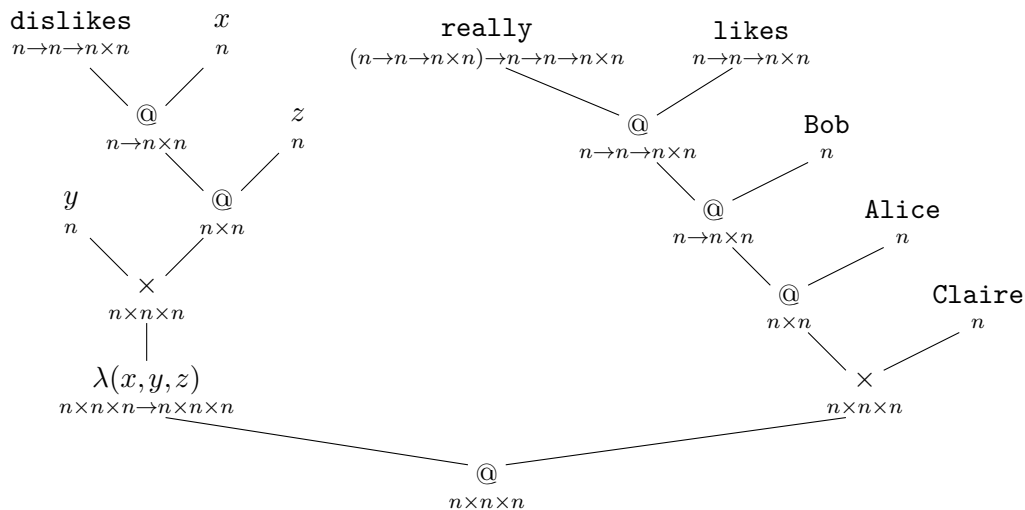 dislikes x really likes
n→n→n×n n (n→n→n×n)→n→n→n×n n→n→n×n
@ z @ Bob
n→n×n n n→n→n×n n
y @ @ Alice
n n×n n→n×n n
× @ Claire
n×n×n n×n n
λ(x, y, z) ×
n×n×n→n×n×n n×n×n
@
n×n×n